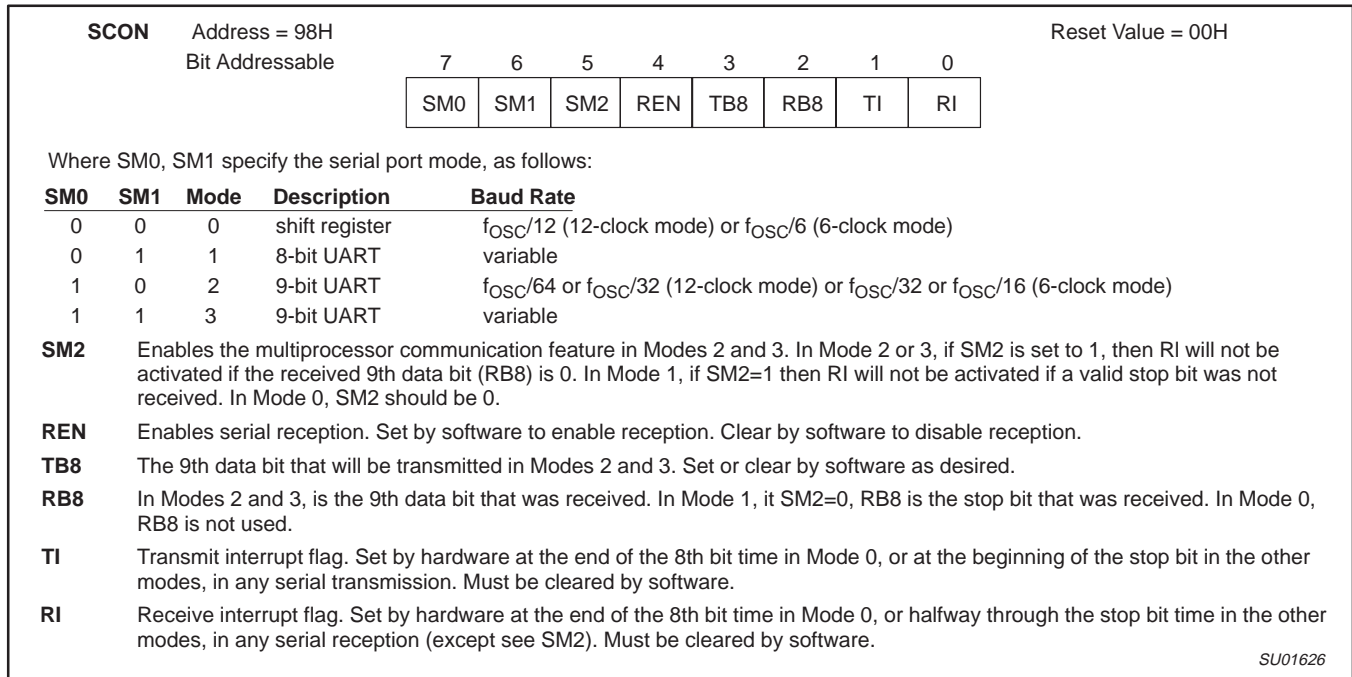 SCON Address = 98H Reset Value = 00H
Bit Addressable 7 6 5 4 3 2 1 0
SM0 SM1 SM2 REN TB8 RB8 TI RI
Where SM0, SM1 specify the serial port mode, as follows:
SM0 SM1 Mode Description Baud Rate
0 0 0 shift register fOSC/12 (12-clock mode) or fOSC/6 (6-clock mode)
0 1 1 8-bit UART variable
1 0 2 9-bit UART fOSC/64 or fOSC/32 (12-clock mode) or fOSC/32 or fOSC/16 (6-clock mode)
1 1 3 9-bit UART variable
SM2 Enables the multiprocessor communication feature in Modes 2 and 3. In Mode 2 or 3, if SM2 is set to 1, then Rl will not be
activated if the received 9th data bit (RB8) is 0. In Mode 1, if SM2=1 then RI will not be activated if a valid stop bit was not
received. In Mode 0, SM2 should be 0.
REN Enables serial reception. Set by software to enable reception. Clear by software to disable reception.
TB8 The 9th data bit that will be transmitted in Modes 2 and 3. Set or clear by software as desired.
RB8 In Modes 2 and 3, is the 9th data bit that was received. In Mode 1, it SM2=0, RB8 is the stop bit that was received. In Mode 0,
RB8 is not used.
TI Transmit interrupt flag. Set by hardware at the end of the 8th bit time in Mode 0, or at the beginning of the stop bit in the other
modes, in any serial transmission. Must be cleared by software.
RI Receive interrupt flag. Set by hardware at the end of the 8th bit time in Mode 0, or halfway through the stop bit time in the other
modes, in any serial reception (except see SM2). Must be cleared by software.
SU01626